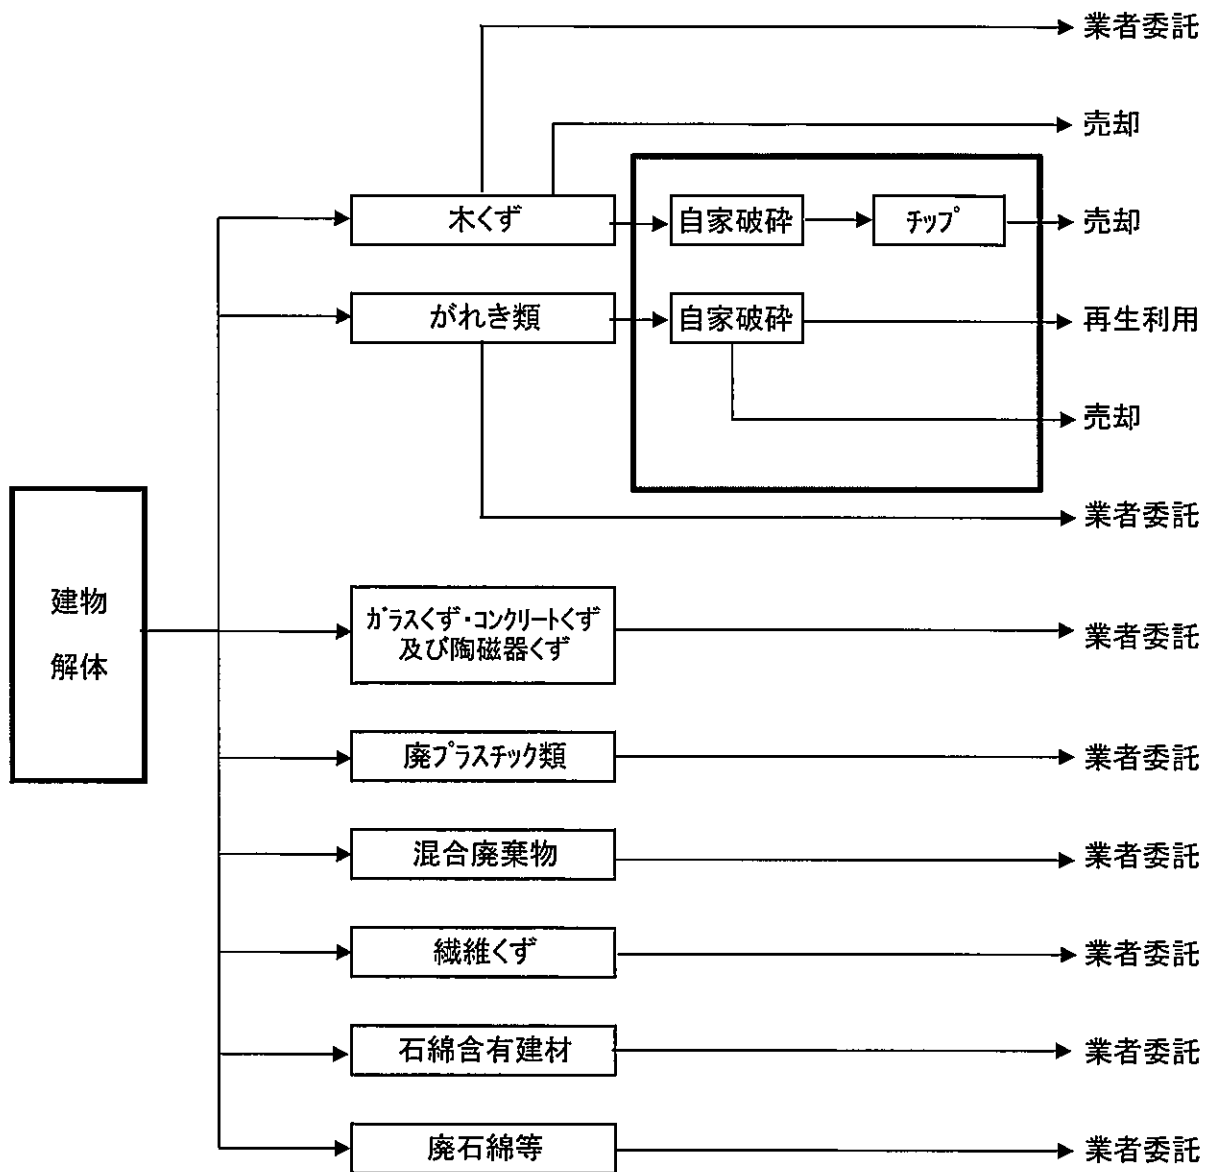 業者委託
売却
木くず
自家破砕
チップ
売却
がれき類
自家破砕
再生利用
売却
業者委託
建物
解体
ガラスくず・コンクリートくず
及び陶磁器くず
業者委託
廃プラスチック類
業者委託
混合廃棄物
業者委託
繊維くず
業者委託
石綿含有建材
業者委託
廃石綿等
業者委託